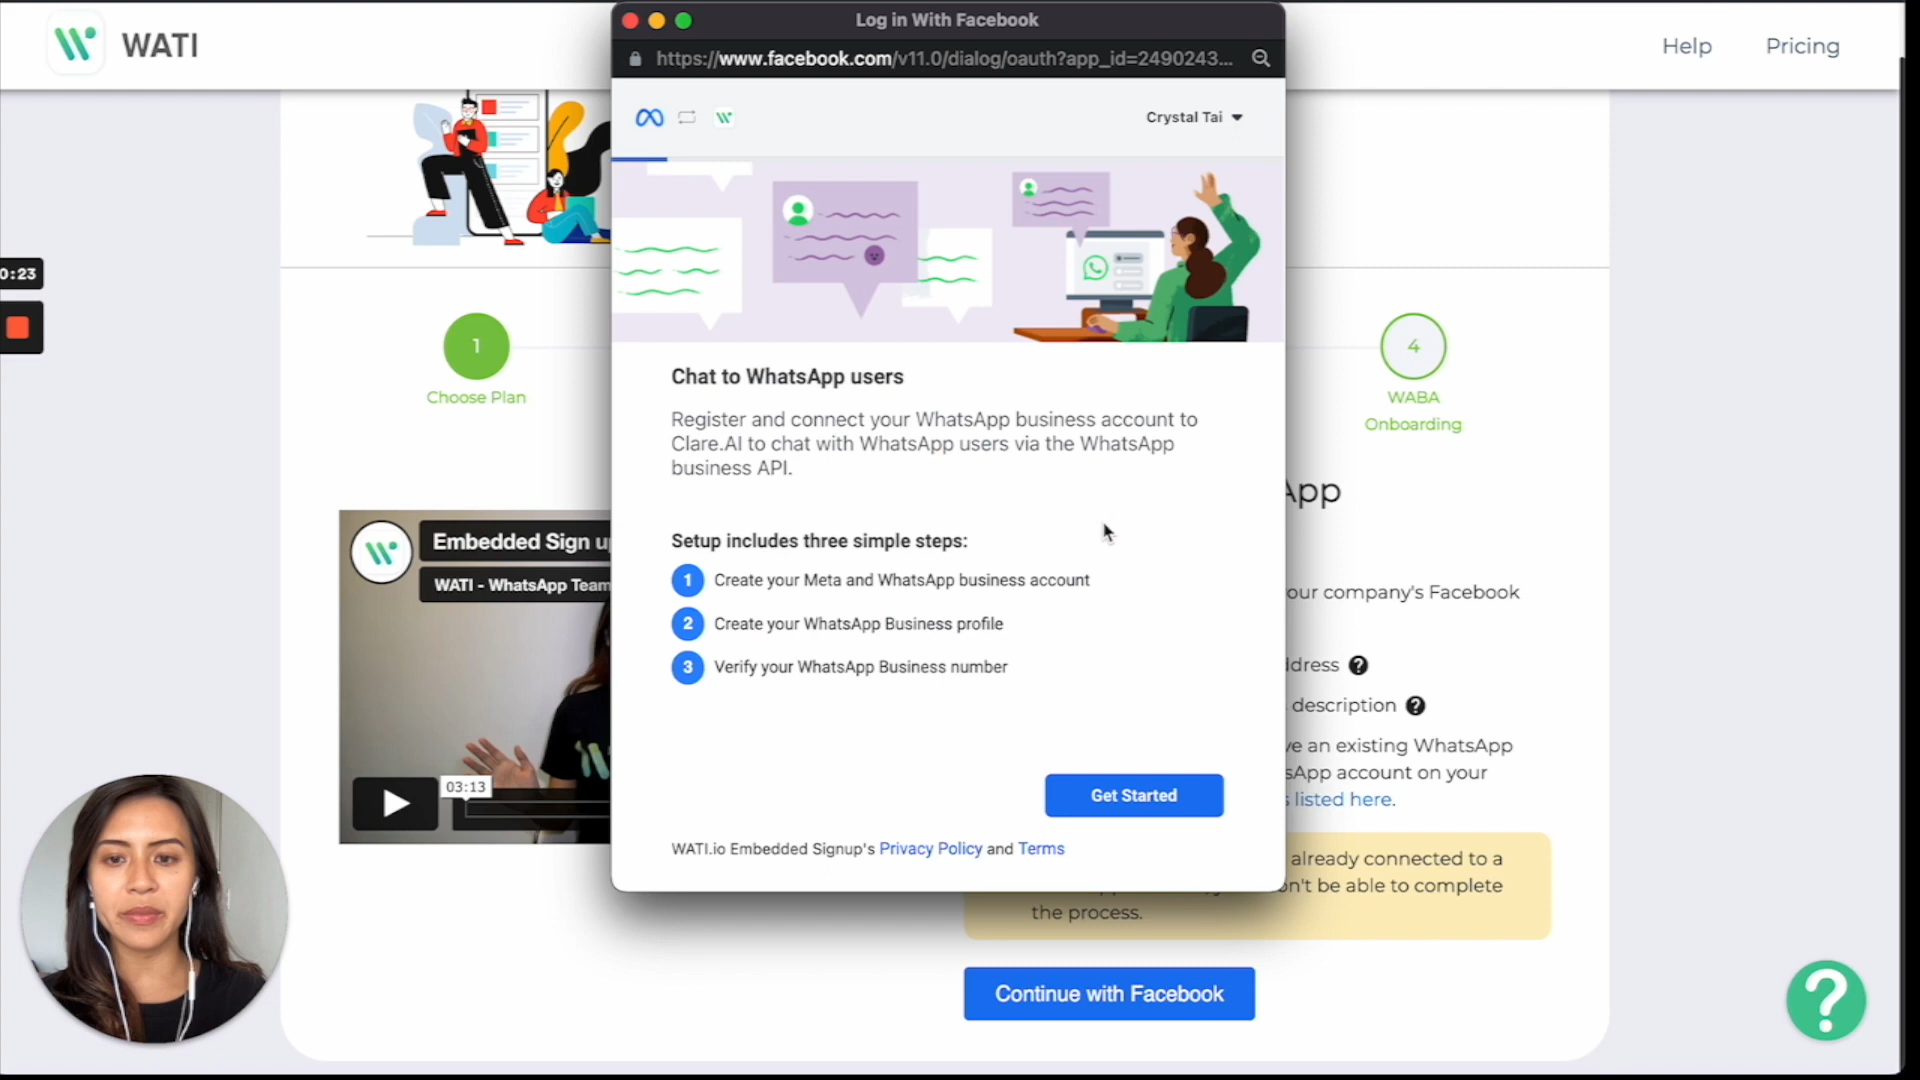 WATI
Help
Pricing
Log in With Facebook
https://www.facebook.com/v11.0/dialog/oauth?app_id=2490243...
Crystal Tai
0:23
1
Choose Plan
4
WABA
Onboarding
Chat to WhatsApp users
Register and connect your WhatsApp business account to
Clare.AI to chat with WhatsApp users via the WhatsApp
business API.
Setup includes three simple steps:
1 Create your Meta and WhatsApp business account
2 Create your WhatsApp Business profile
3 Verify your WhatsApp Business number
Get Started
WATI.io Embedded Signup's Privacy Policy and Terms
Embedded Sign u
WATI - WhatsApp Team
03:13
App
our company's Facebook
ddress ?
description ?
ve an existing WhatsApp
sApp account on your
s listed here.
already connected to a
n't be able to complete
the process.
Continue with Facebook
?